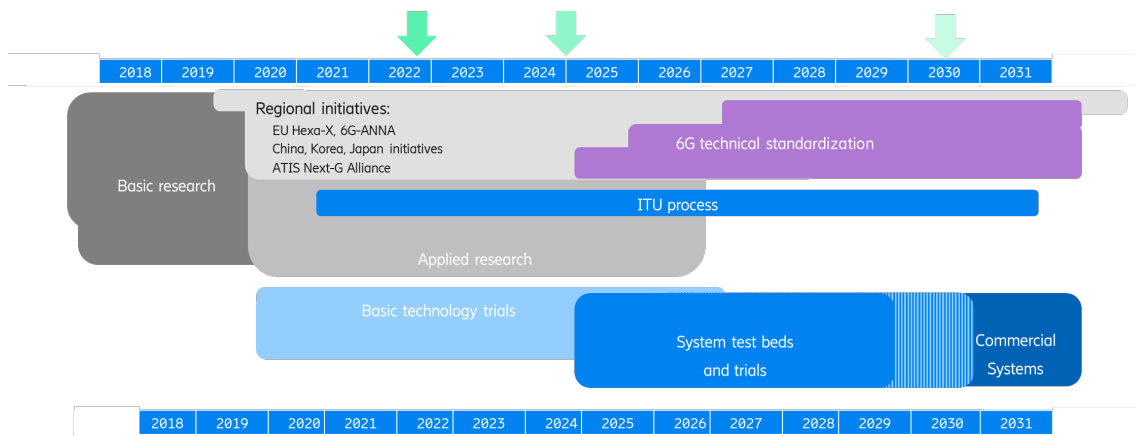 2018 2019 2020 2021 2022 2023 2024 2025 2026 2027 2028 2029 2030 2031
Regional initiatives:
EU Hexa-X, 6G-ANNA
China, Korea, Japan initiatives
ATIS Next-G Alliance
6G technical standardization
Basic research
ITU process
Applied research
Basic technology trials
System test beds
and trials
Commercial
Systems
2018 2019 2020 2021 2022 2023 2024 2025 2026 2027 2028 2029 2030 2031